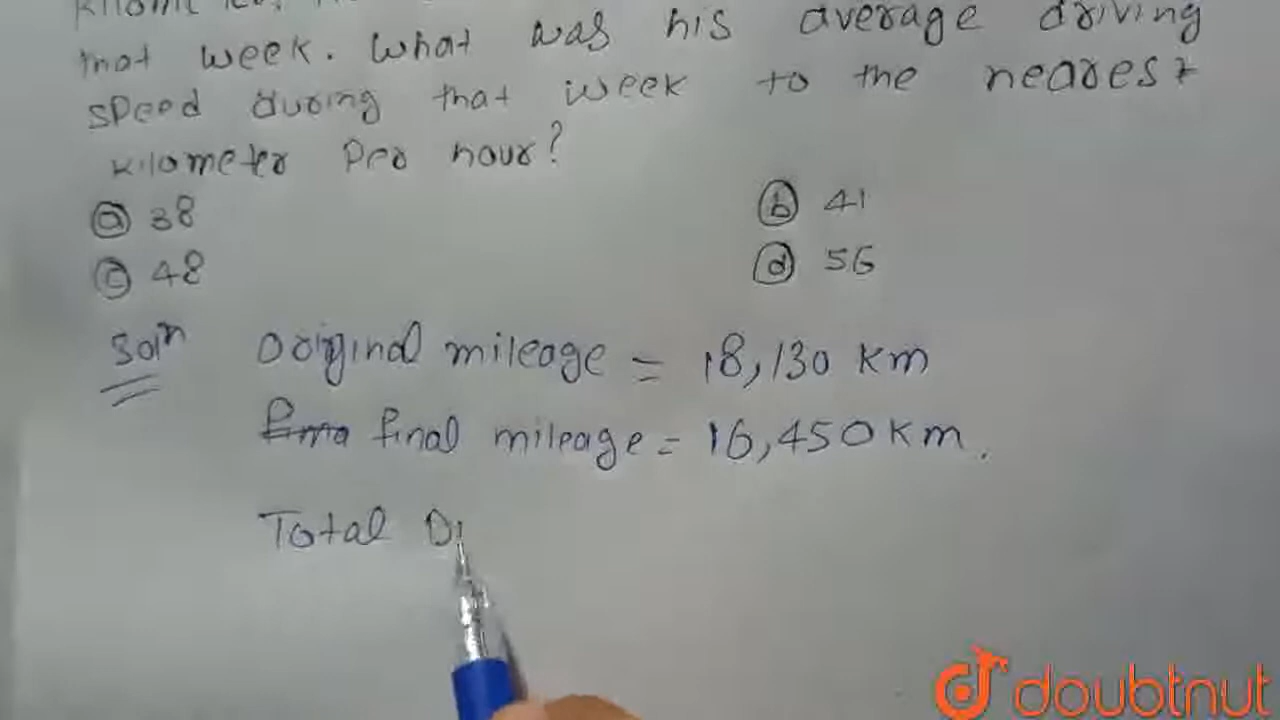 that week. What was his average driving
speed during that week to the nearest
kilometer Per hour?
ⓐ 38
ⓑ 41
ⓒ 48
ⓓ 56
Solⁿ Original mileage = 18,130 km
final mileage = 16,450 km.
Total Di
doubtnut